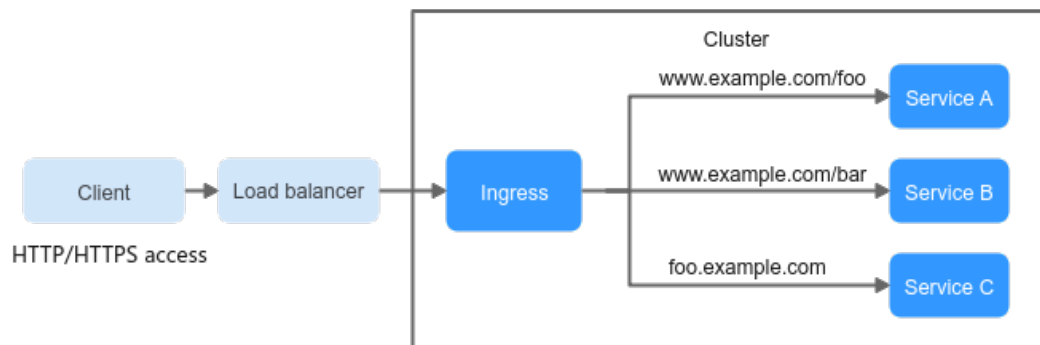 Cluster
www.example.com/foo
Service A
Client
Load balancer
Ingress
www.example.com/bar
Service B
HTTP/HTTPS access
foo.example.com
Service C